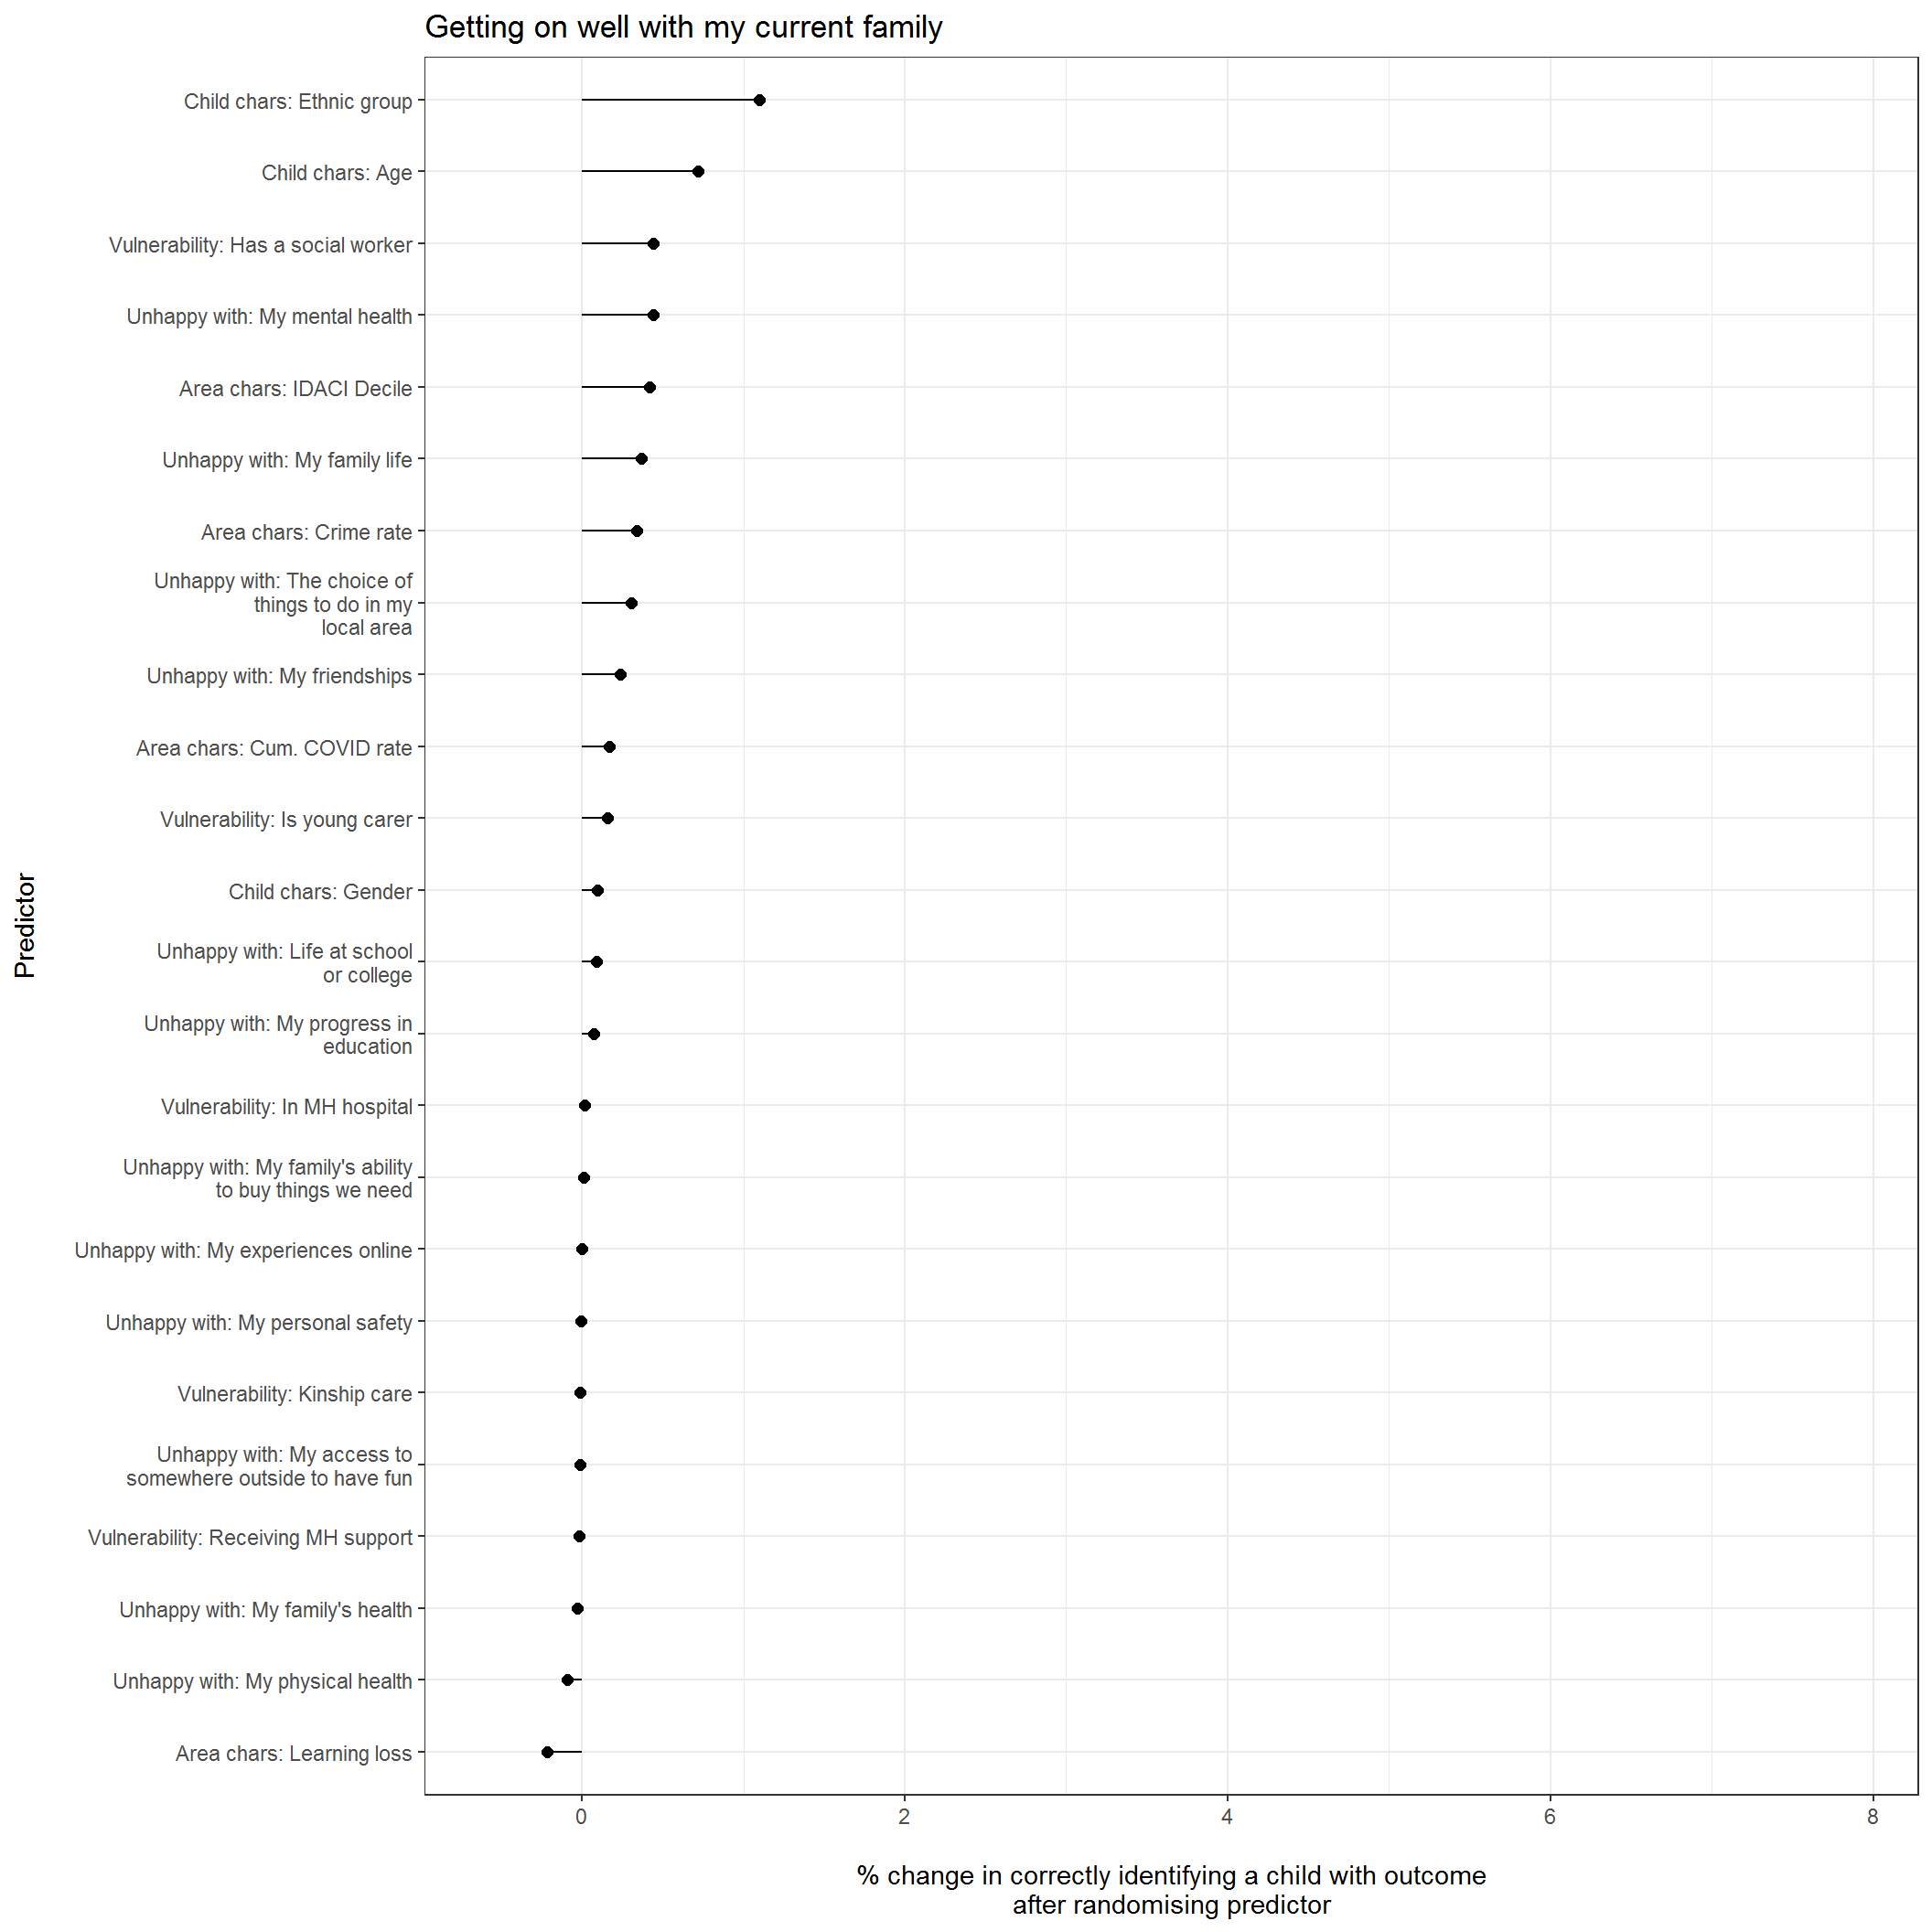 Getting on well with my current family
Child chars: Ethnic group
Child chars: Age
Vulnerability: Has a social worker
Unhappy with: My mental health
Area chars: IDACI Decile
Unhappy with: My family life
Area chars: Crime rate
Unhappy with: The choice of
things to do in my
local area
Unhappy with: My friendships
Area chars: Cum. COVID rate
Vulnerability: Is young carer
Child chars: Gender
Unhappy with: Life at school
or college
Unhappy with: My progress in
education
Vulnerability: In MH hospital
Unhappy with: My family's ability
to buy things we need
Unhappy with: My experiences online
Unhappy with: My personal safety
Vulnerability: Kinship care
Unhappy with: My access to
somewhere outside to have fun
Vulnerability: Receiving MH support
Unhappy with: My family's health
Unhappy with: My physical health
Area chars: Learning loss
Predictor
0 2 4 6 8
% change in correctly identifying a child with outcome
after randomising predictor